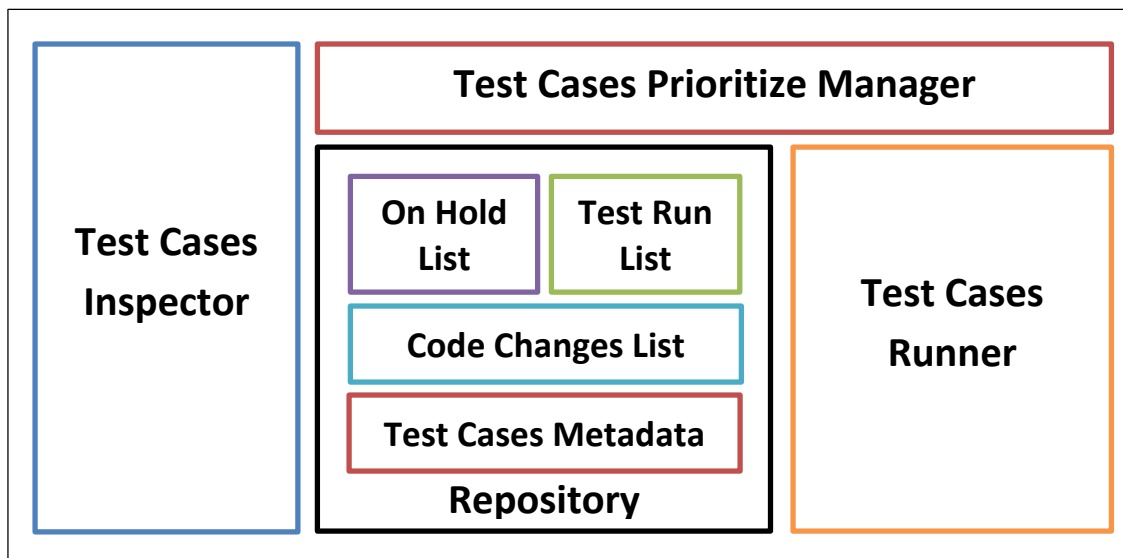 Test Cases Prioritize Manager
Test Cases
Inspector
On Hold
List
Test Run
List
Code Changes List
Test Cases Metadata
Repository
Test Cases
Runner